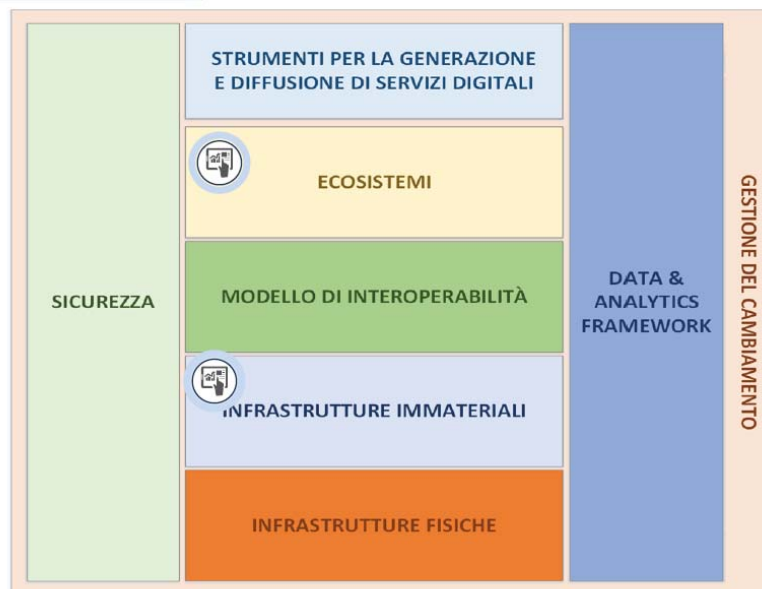 STRUMENTI PER LA GENERAZIONE
E DIFFUSIONE DI SERVIZI DIGITALI
ECOSISTEMI
SICUREZZA
MODELLO DI INTEROPERABILITÀ
DATA &
ANALYTICS
FRAMEWORK
GESTIONE DEL CAMBIAMENTO
INFRASTRUTTURE IMMATERIALI
INFRASTRUTTURE FISICHE